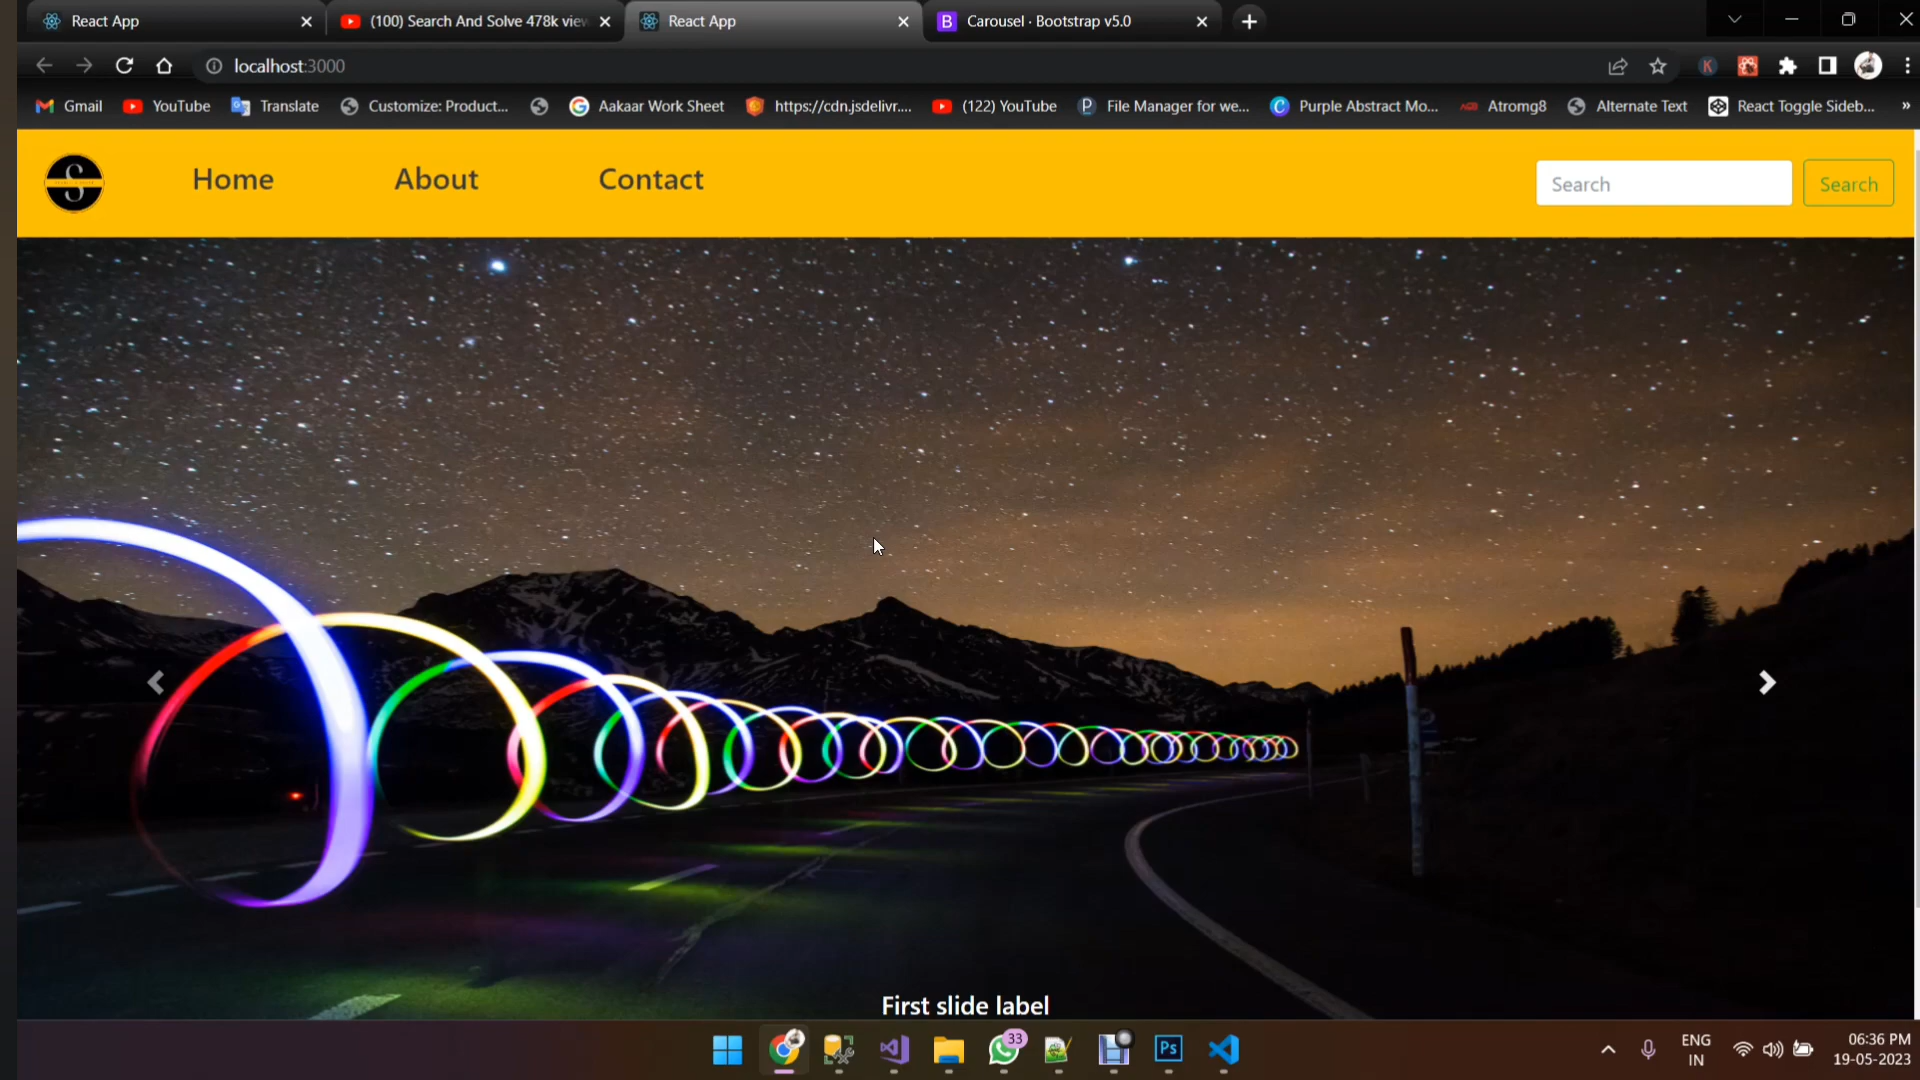 React App
(100) Search And Solve 478k view
React App
B
Carousel · Bootstrap v5.0
localhost:3000
K
Gmail
YouTube
Translate
Customize: Product...
Aakaar Work Sheet
https://cdn.jsdelivr....
(122) YouTube
File Manager for we...
Purple Abstract Mo...
Atromg8
Alternate Text
React Toggle Sideb...
»
S
Home
About
Contact
Search
Search
First slide label
33
Ps
ENG
IN
06:36 PM
19-05-2023